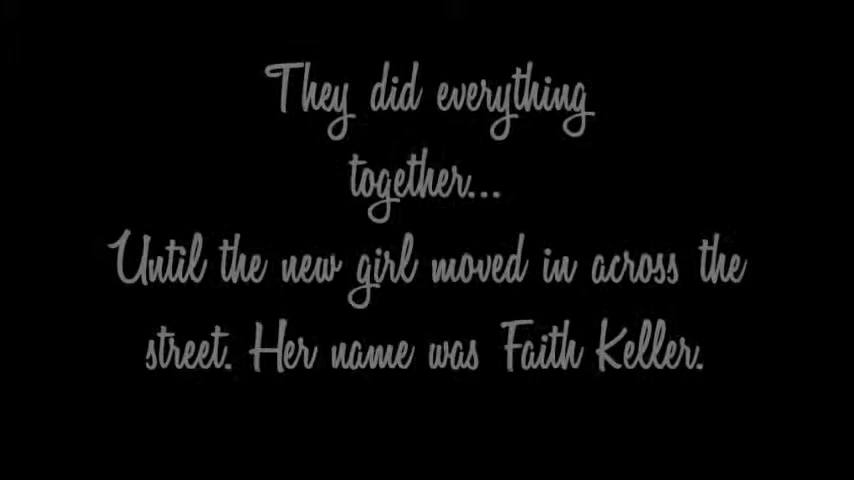 They did everything
together...
Until the new girl moved in across the
street. Her name was Faith Keller.